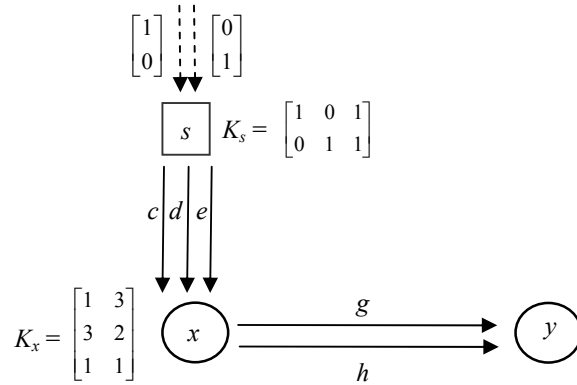 [1 0] [0 1]
s K_s = [1 0 1
0 1 1]
c d e
K_x = [1 3
3 2
1 1]
x
g
h
y